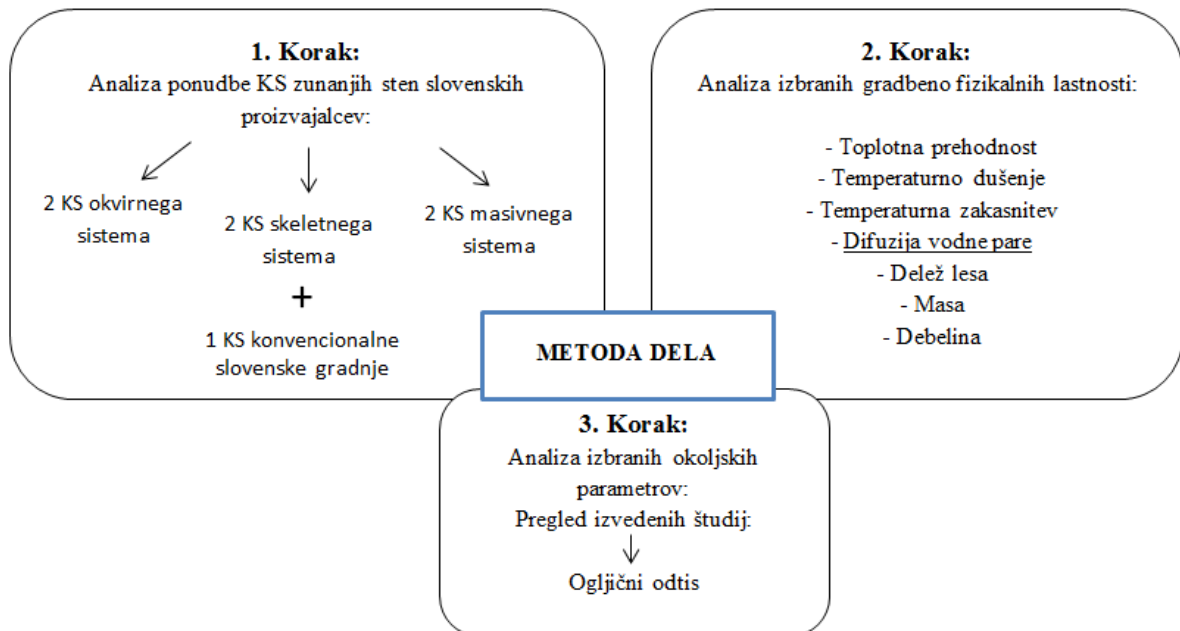 1. Korak:
Analiza ponudbe KS zunanjih sten slovenskih
proizvajalcev:
2 KS okvirnega
sistema
2 KS skeletnega
sistema
2 KS masivnega
sistema
+
1 KS konvencionalne
slovenske gradnje
2. Korak:
Analiza izbranih gradbeno fizikalnih lastnosti:
- Toplotna prehodnost
- Temperaturno dušenje
- Temperaturna zakasnitev
- Difuzija vodne pare
- Delež lesa
- Masa
- Debelina
METODA DELA
3. Korak:
Analiza izbranih okoljskih
parametrov:
Pregled izvedenih študij:
Ogljični odtis